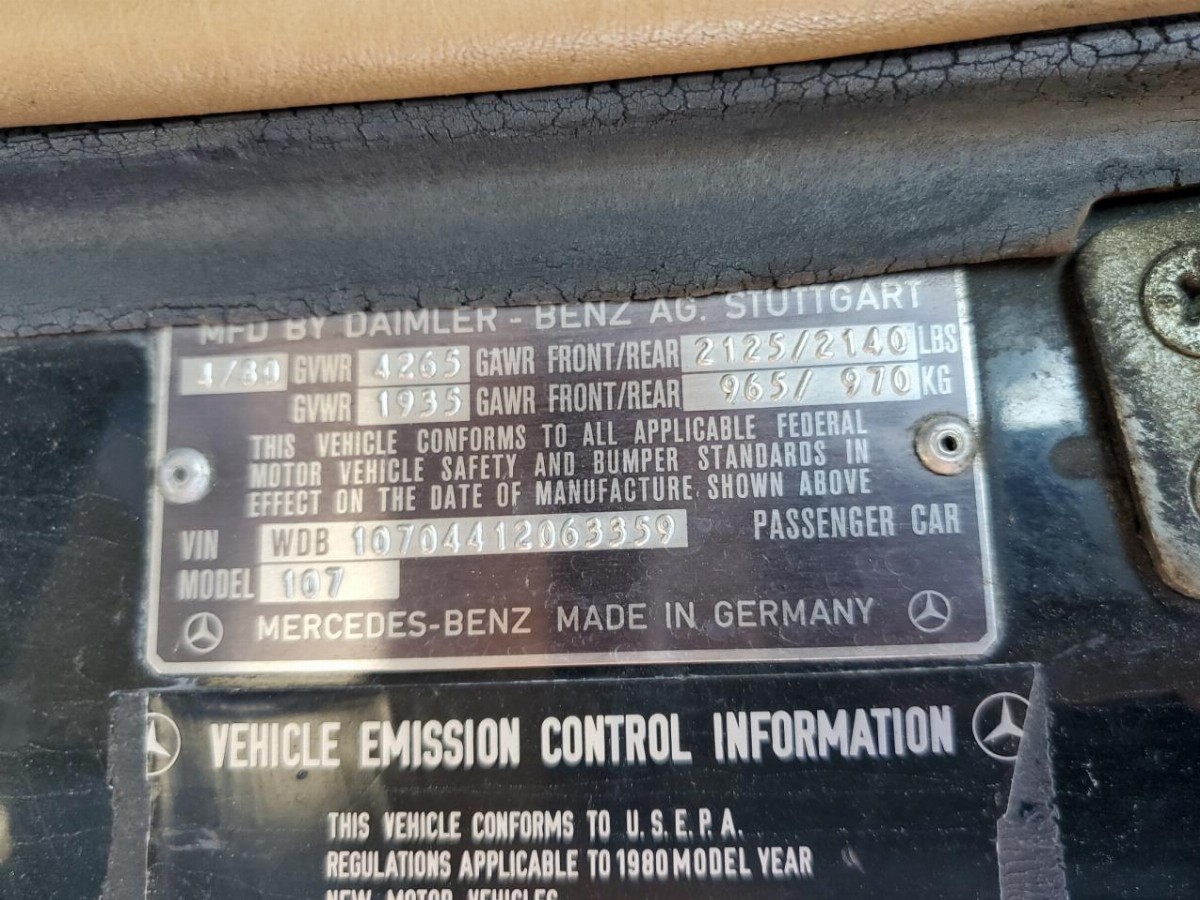 MFD BY DAIMLER - BENZ AG. STUTTGART
4/80 GVWR 4265 GAWR FRONT/REAR 2125/2140 LBS
GVWR 1935 GAWR FRONT/REAR 965/ 970 KG
THIS VEHICLE CONFORMS TO ALL APPLICABLE FEDERAL
MOTOR VEHICLE SAFETY AND BUMPER STANDARDS IN
EFFECT ON THE DATE OF MANUFACTURE SHOWN ABOVE
VIN WDB 10704412063359 PASSENGER CAR
MODEL 107
MERCEDES-BENZ MADE IN GERMANY
VEHICLE EMISSION CONTROL INFORMATION
THIS VEHICLE CONFORMS TO U.S.E.P.A.
REGULATIONS APPLICABLE TO 1980 MODEL YEAR
NEW MOTOR VEHICLES